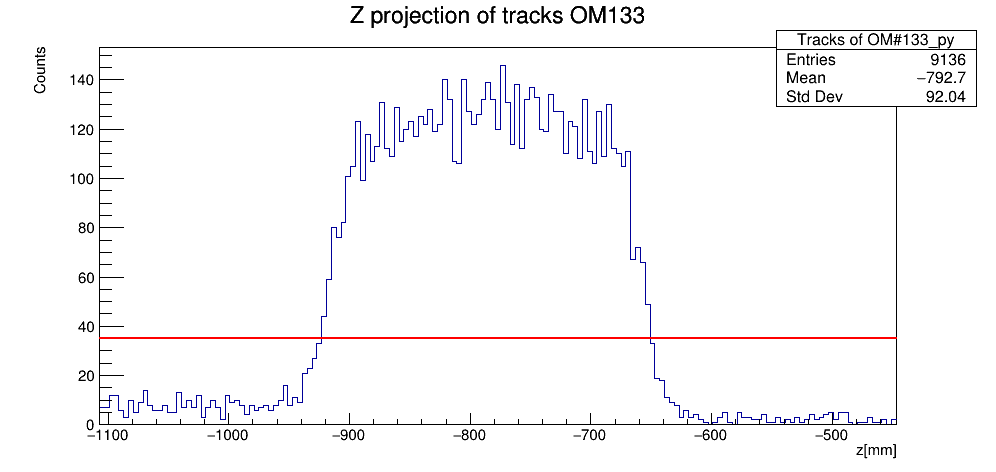 Z projection of tracks OM133
Tracks of OM#133_py
Entries 9136
Mean −792.7
Std Dev 92.04
Counts
140
120
100
80
60
40
20
0
−1100 −1000 −900 −800 −700 −600 −500
z[mm]